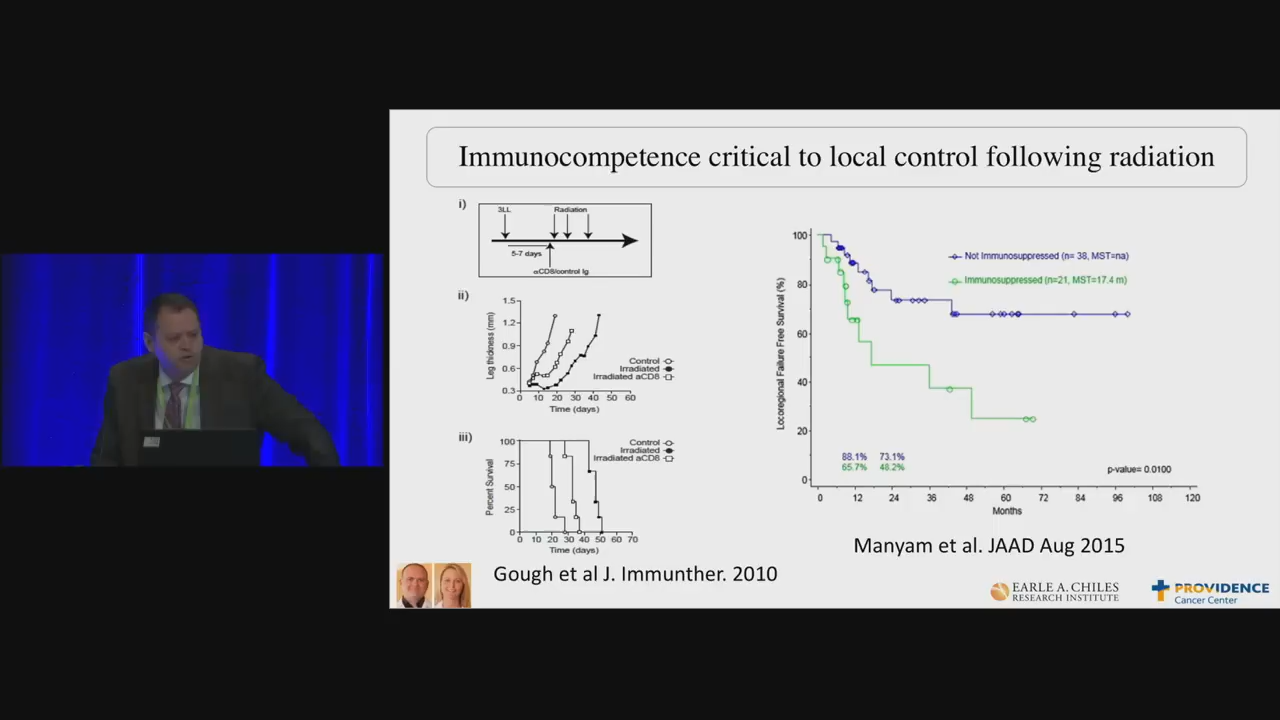 Immunocompetence critical to local control following radiation
i)
3LL
Radiation
5-7 days
αCD8/control Ig
ii)
Leg thickness (mm)
1.5
1.2
0.9
0.6
0.3
0 10 20 30 40 50 60
Time (days)
Control
Irradiated
Irradiated aCD8
iii)
Percent Survival
100
75
50
25
0
0 10 20 30 40 50 60 70
Time (days)
Control
Irradiated
Irradiated aCD8
Gough et al J. Immunther. 2010
Locoregional Failure Free Survival (%)
100
80
60
40
20
0
Not Immunosuppressed (n= 38, MST=na)
Immunosuppressed (n=21, MST=17.4 m)
88.1% 73.1%
65.7% 48.2%
p-value= 0.0100
0 12 24 36 48 60 72 84 96 108 120
Months
Manyam et al. JAAD Aug 2015
EARLE A. CHILES
RESEARCH INSTITUTE
PROVIDENCE
Cancer Center